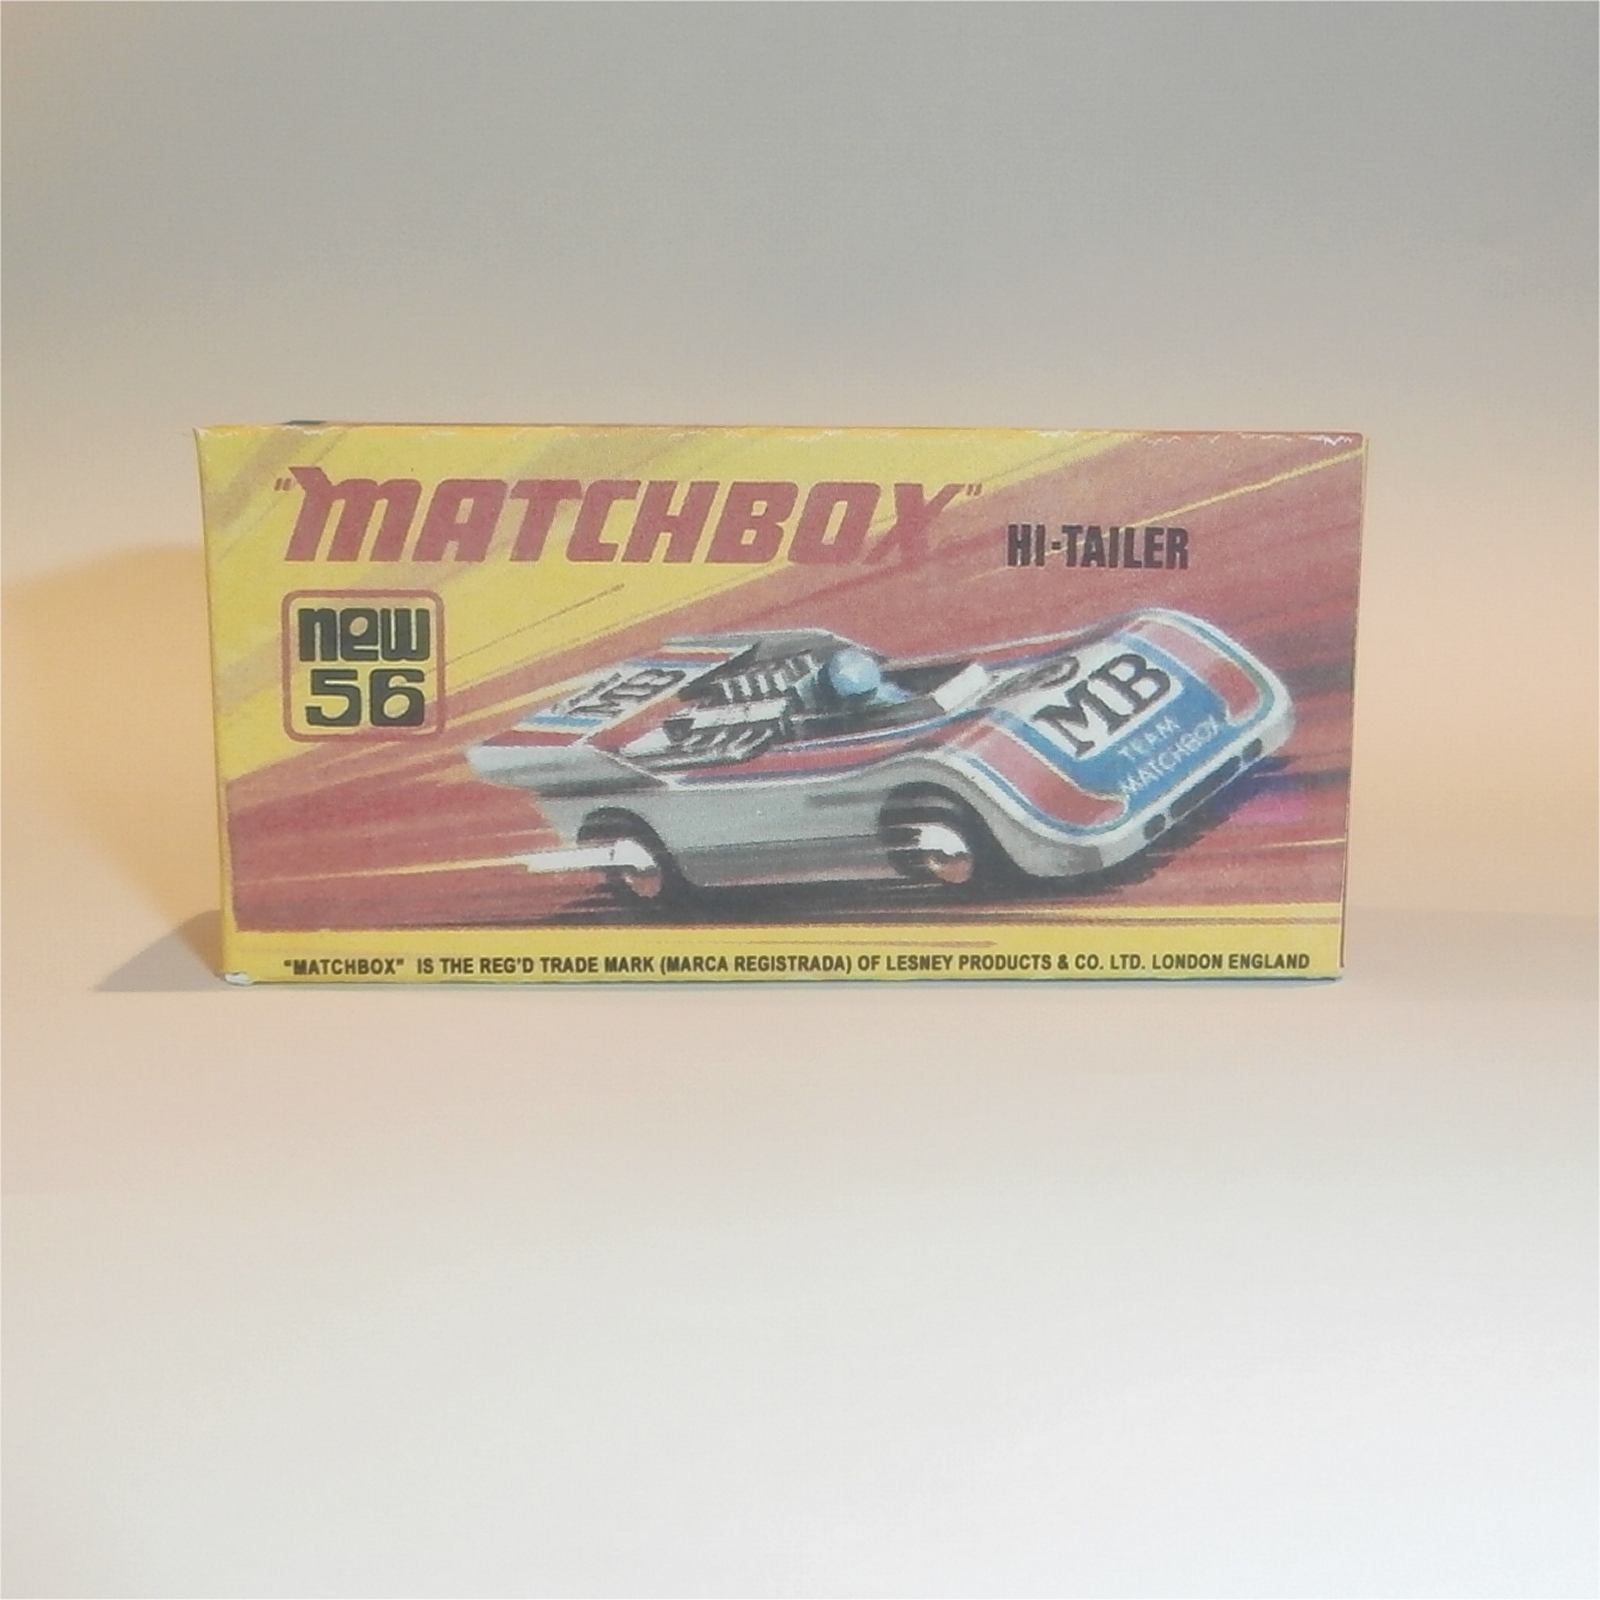 "MATCHBOX"
HI-TAILER
new
56
MB
MB
TEAM
MATCHBOX
"MATCHBOX" IS THE REG'D TRADE MARK (MARCA REGISTRADA) OF LESNEY PRODUCTS & CO. LTD. LONDON ENGLAND